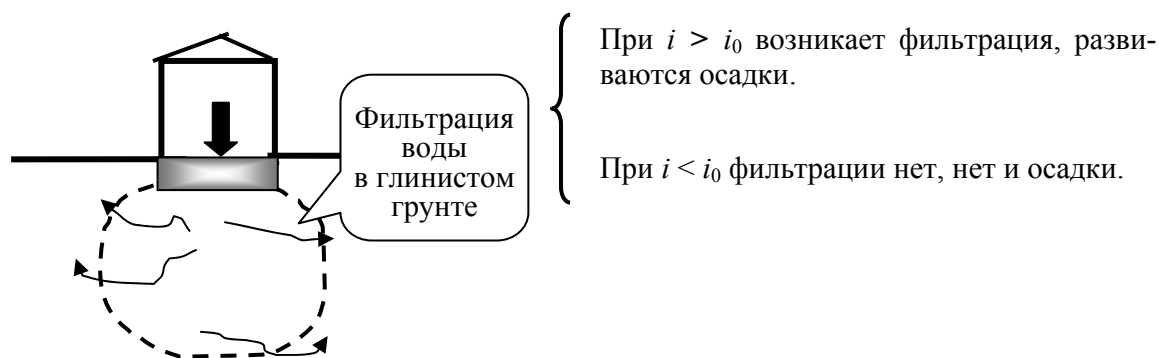 При i > i₀ возникает фильтрация, разви-
ваются осадки.
Фильтрация
воды
в глинистом
грунте
При i < i₀ фильтрации нет, нет и осадки.